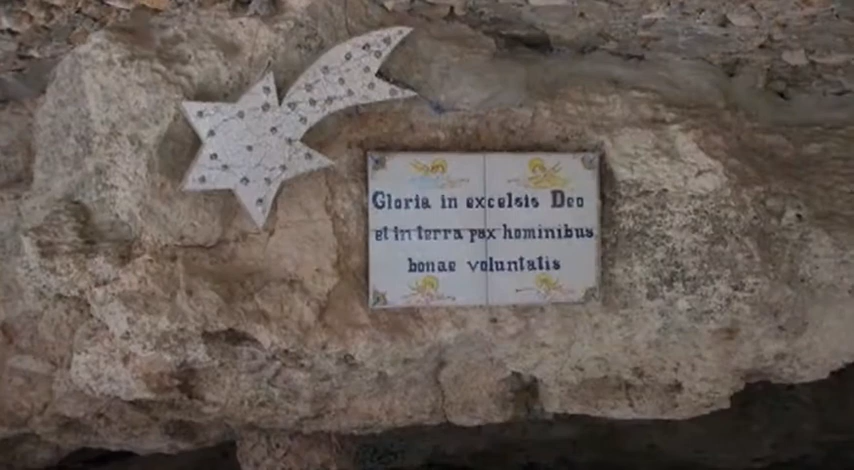 Gloria in excelsis Deo
et in terra pax hominibus
bonae voluntatis